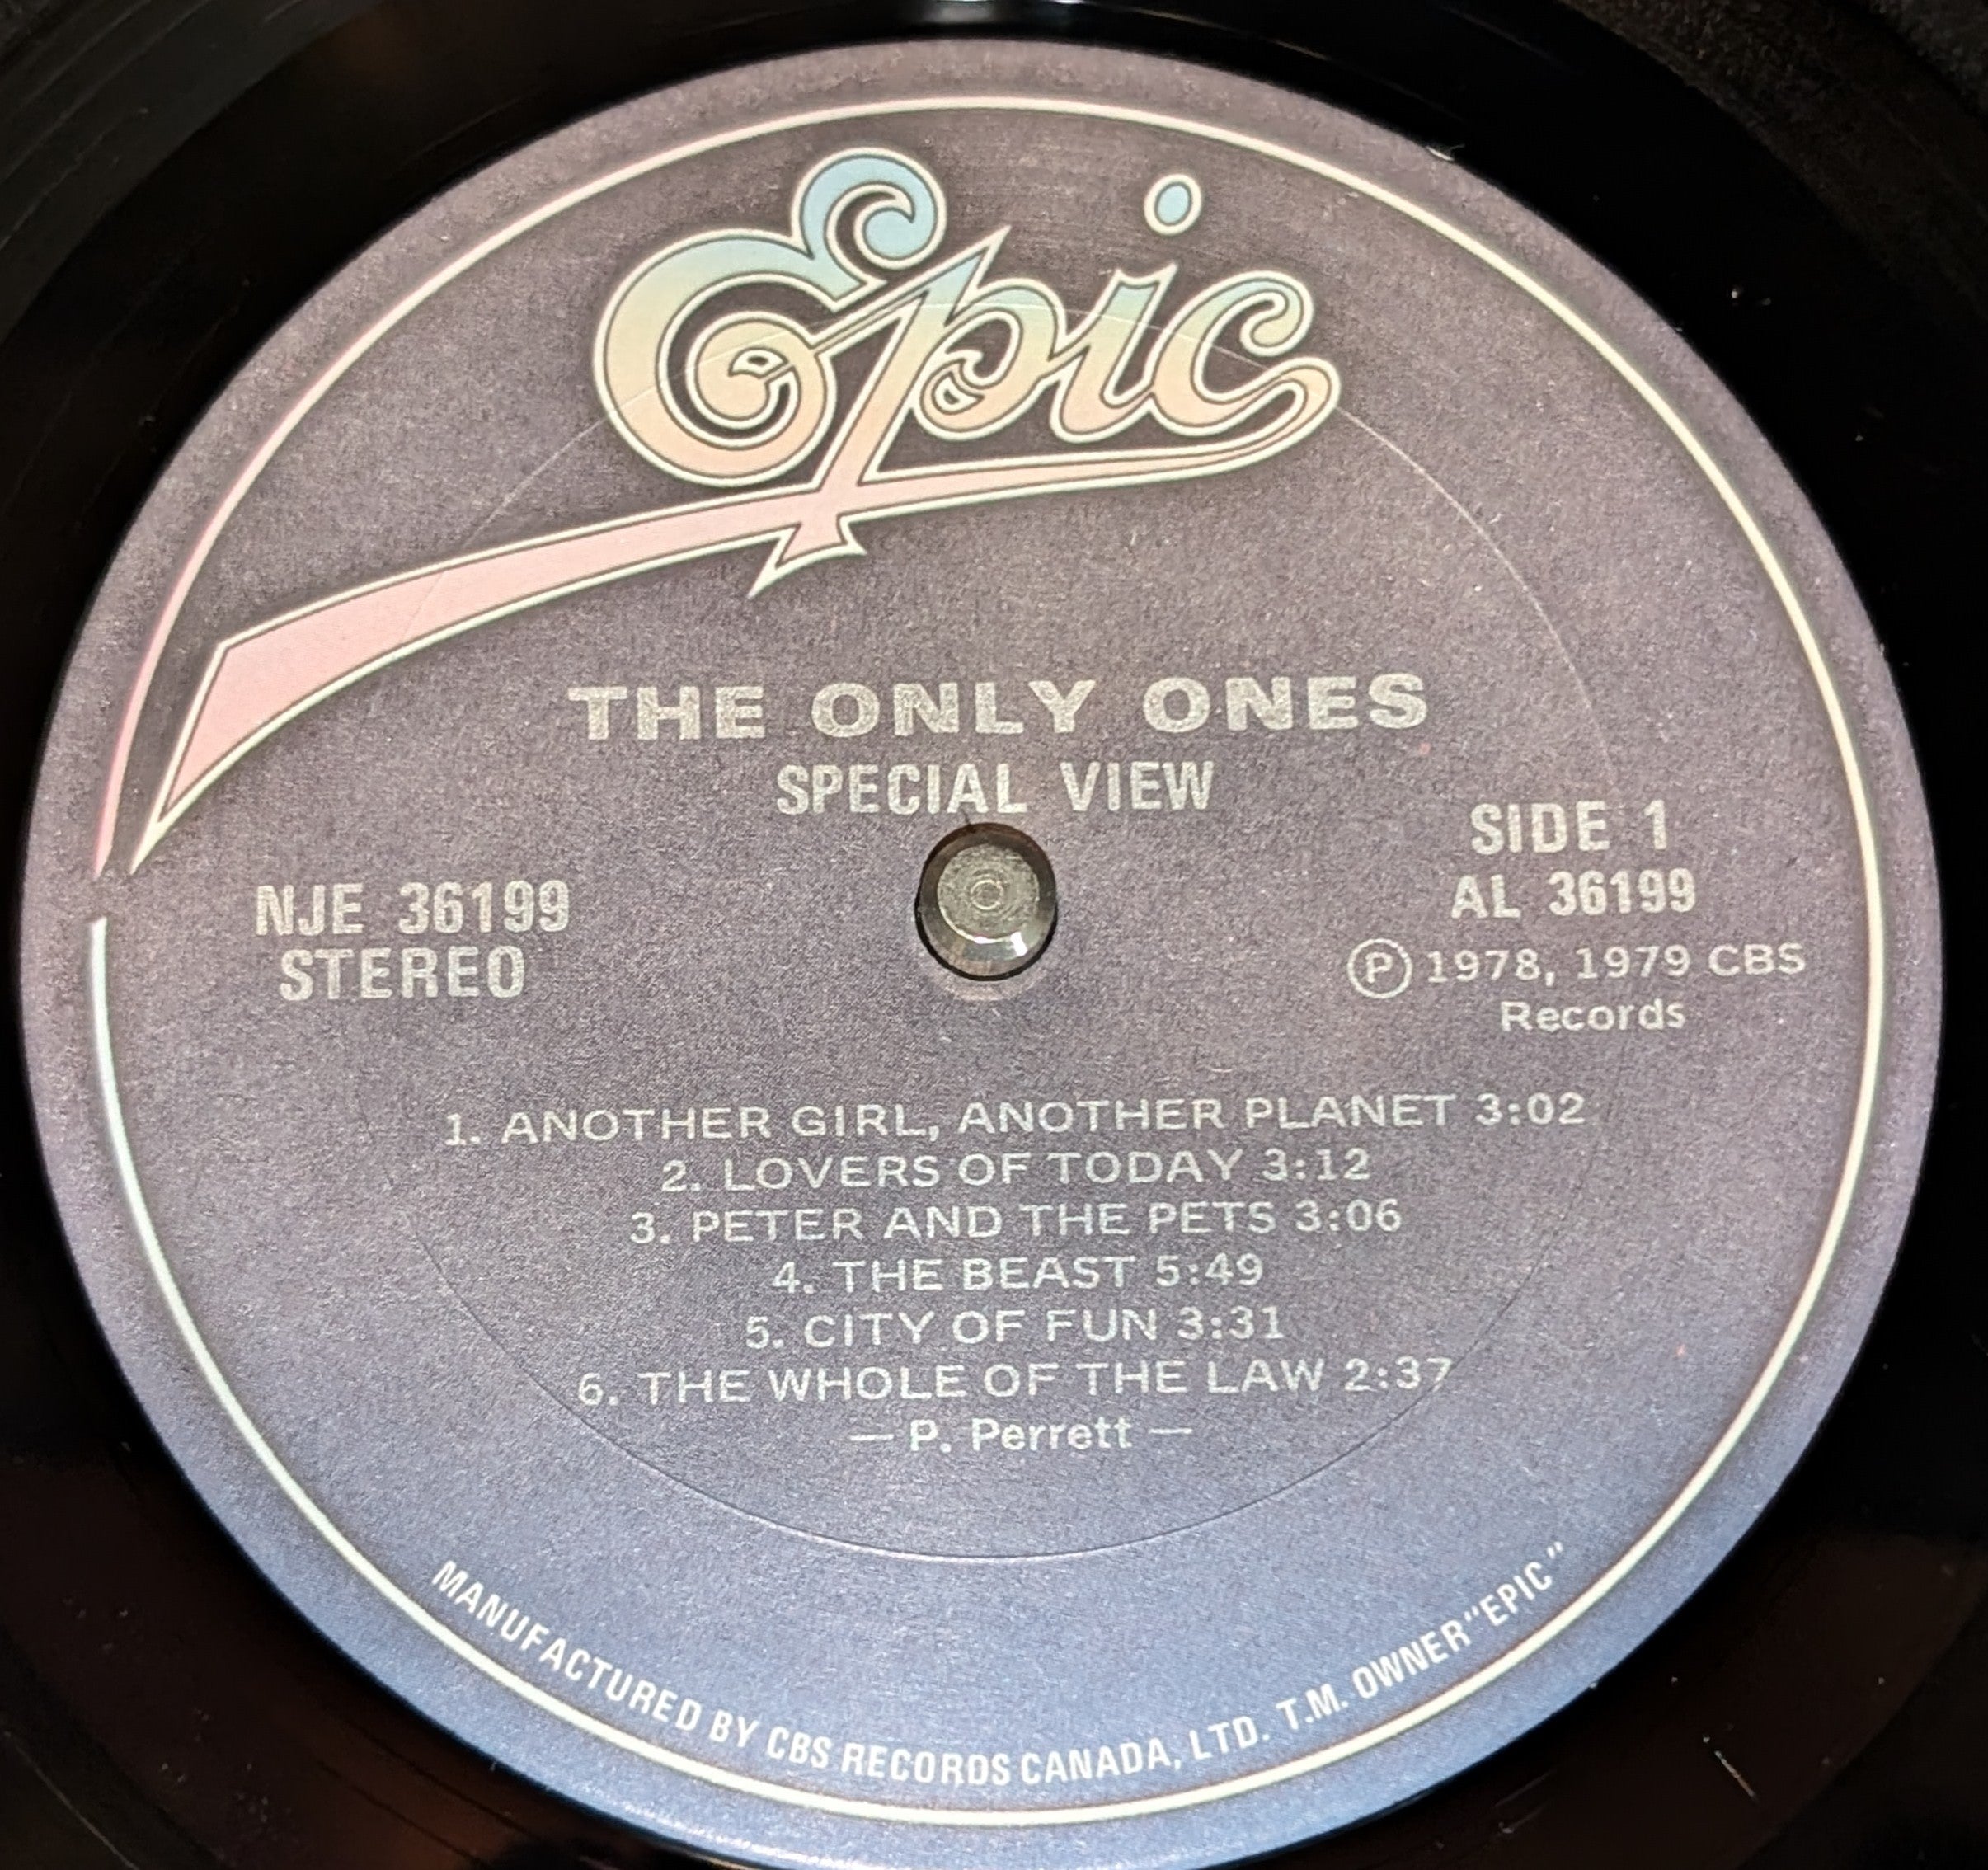 Epic
THE ONLY ONES
SPECIAL VIEW
SIDE 1
AL 36199
Ⓟ 1978, 1979 CBS
Records
NJE 36199
STEREO
1. ANOTHER GIRL, ANOTHER PLANET 3:02
2. LOVERS OF TODAY 3:12
3. PETER AND THE PETS 3:06
4. THE BEAST 5:49
5. CITY OF FUN 3:31
6. THE WHOLE OF THE LAW 2:37
— P. Perrett —
MANUFACTURED BY CBS RECORDS CANADA, LTD. T.M. OWNER "EPIC"